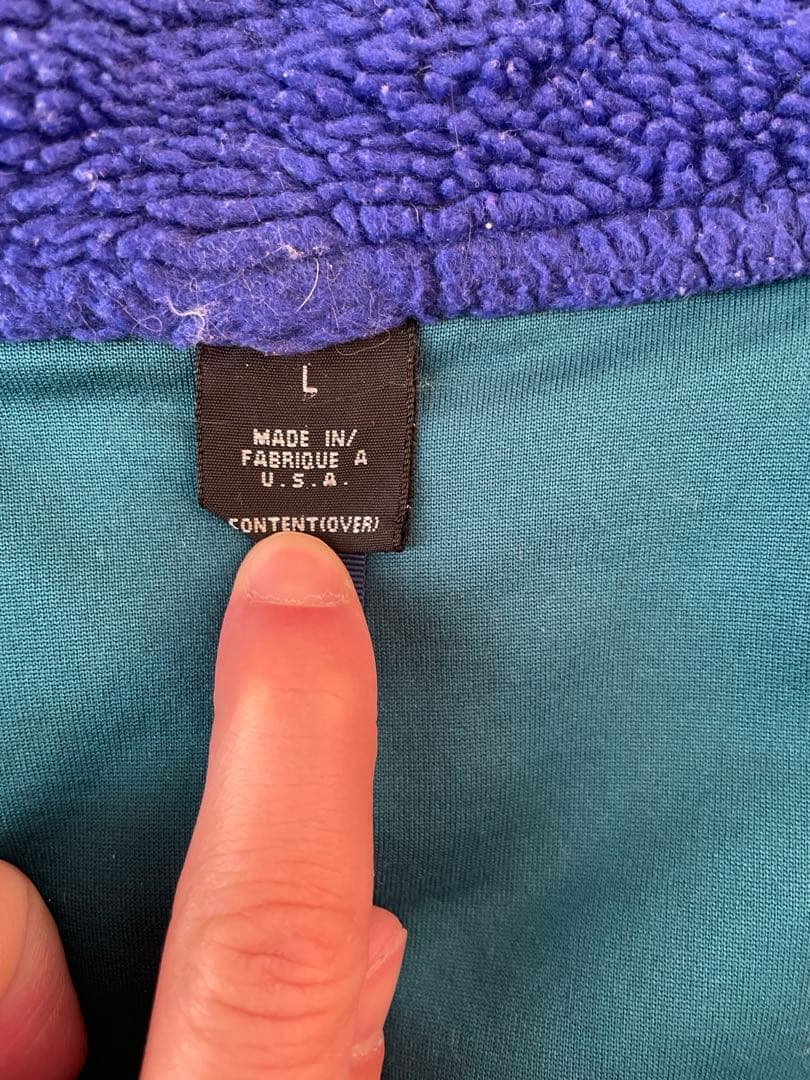 L
MADE IN/
FABRIQUE A
U.S.A.
CONTENT(OVER)